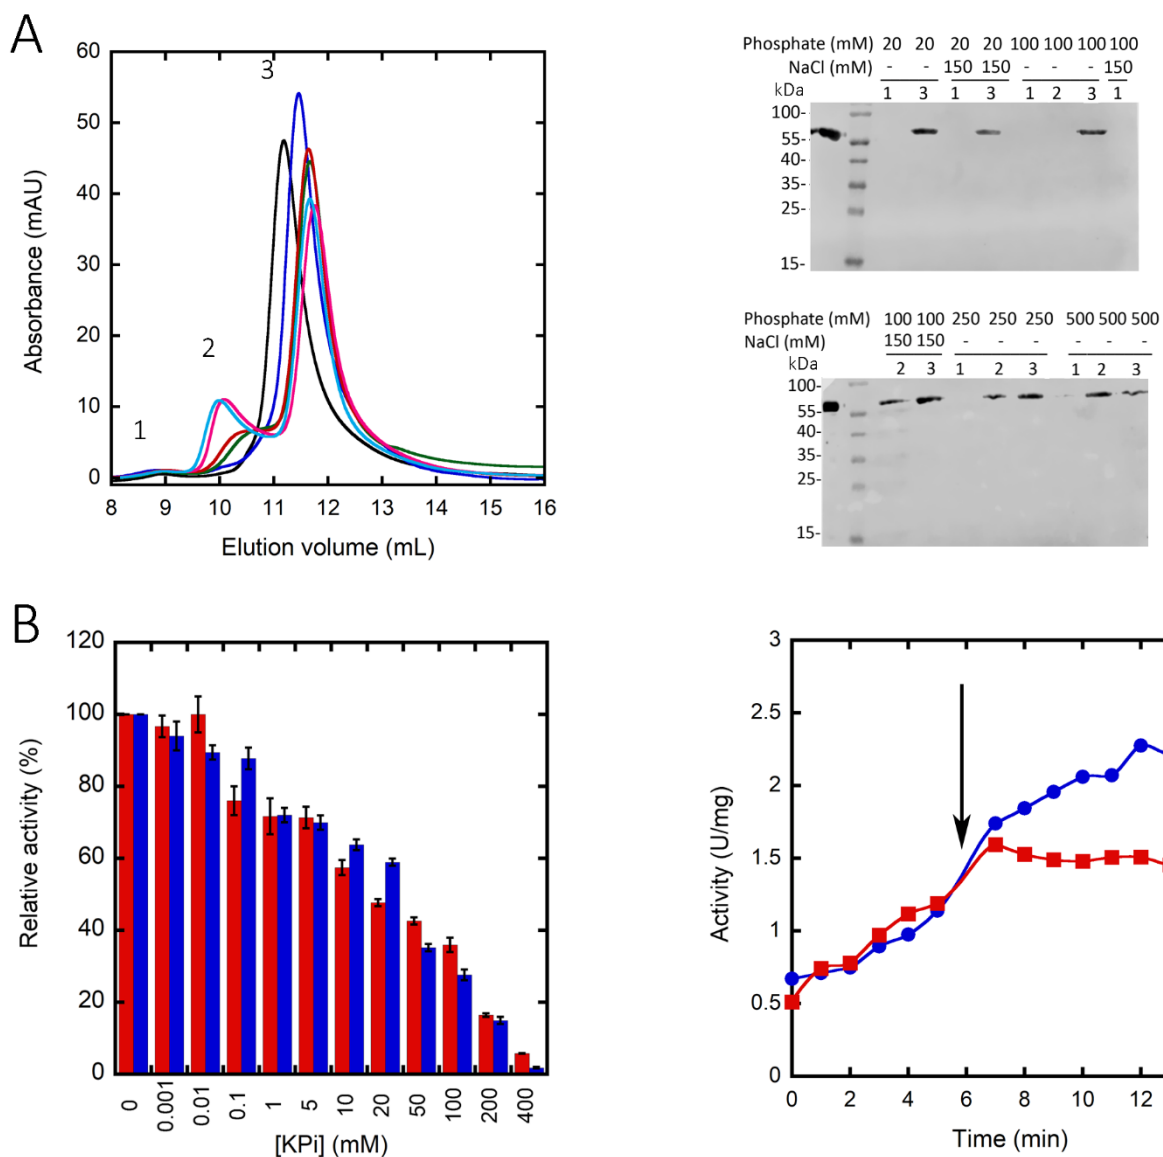 A
60
50
40
30
20
10
0
1
2
3
8 9 10 11 12 13 14 15 16
Absorbance (mAU)
Elution volume (mL)
Phosphate (mM) 20 20 20 20 100 100 100 100
NaCl (mM) - - 150 150 - - - 150
kDa 1 3 1 3 1 2 3 1
100-
55-
40-
35-
25-
15-
Phosphate (mM) 100 100 250 250 250 500 500 500
NaCl (mM) 150 150 - - - - - -
kDa 2 3 1 2 3 1 2 3
100-
55-
40-
35-
25-
15-
B
120
100
80
60
40
20
0
Relative activity (%)
0 0.001 0.01 0.1 1 5 10 20 50 100 200 400
[KPi] (mM)
3
2.5
2
1.5
1
0.5
0
Activity (U/mg)
0 2 4 6 8 10 12
Time (min)